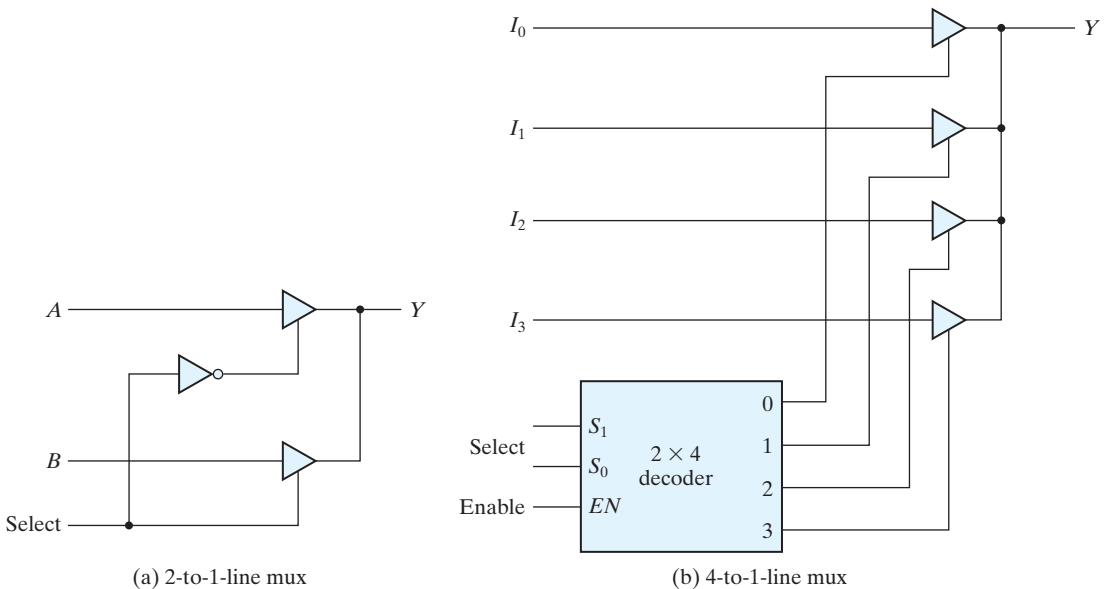 I₀
Y
I₁
I₂
A
Y
I₃
0
S₁
Select
1
B
2 × 4
S₀
decoder
2
Enable
EN
Select
3
(a) 2-to-1-line mux
(b) 4-to-1-line mux